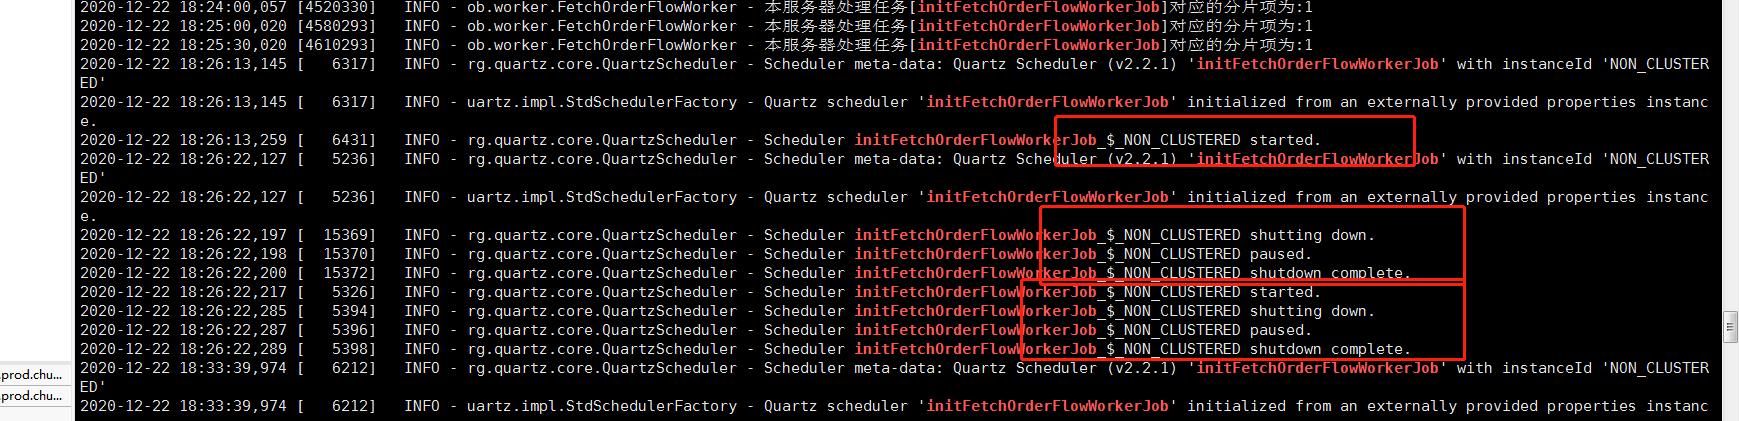 2020-12-22 18:24:00,057 [4520330]   INFO - ob.worker.FetchOrderFlowWorker - 本服务器处理任务[initFetchOrderFlowWorkerJob]对应的分片项为:1
2020-12-22 18:25:00,020 [4580293]   INFO - ob.worker.FetchOrderFlowWorker - 本服务器处理任务[initFetchOrderFlowWorkerJob]对应的分片项为:1
2020-12-22 18:25:30,020 [4610293]   INFO - ob.worker.FetchOrderFlowWorker - 本服务器处理任务[initFetchOrderFlowWorkerJob]对应的分片项为:1
2020-12-22 18:26:13,145 [   6317]   INFO - rg.quartz.core.QuartzScheduler - Scheduler meta-data: Quartz Scheduler (v2.2.1) 'initFetchOrderFlowWorkerJob' with instanceId 'NON_CLUSTER
ED'
2020-12-22 18:26:13,145 [   6317]   INFO - uartz.impl.StdSchedulerFactory - Quartz scheduler 'initFetchOrderFlowWorkerJob' initialized from an externally provided properties instanc
e.
2020-12-22 18:26:13,259 [   6431]   INFO - rg.quartz.core.QuartzScheduler - Scheduler initFetchOrderFlowWorkerJob_$_NON_CLUSTERED started.
2020-12-22 18:26:22,127 [   5236]   INFO - rg.quartz.core.QuartzScheduler - Scheduler meta-data: Quartz Scheduler (v2.2.1) 'initFetchOrderFlowWorkerJob' with instanceId 'NON_CLUSTER
ED'
2020-12-22 18:26:22,127 [   5236]   INFO - uartz.impl.StdSchedulerFactory - Quartz scheduler 'initFetchOrderFlowWorkerJob' initialized from an externally provided properties instanc
e.
2020-12-22 18:26:22,197 [  15369]   INFO - rg.quartz.core.QuartzScheduler - Scheduler initFetchOrderFlowWorkerJob_$_NON_CLUSTERED shutting down.
2020-12-22 18:26:22,198 [  15370]   INFO - rg.quartz.core.QuartzScheduler - Scheduler initFetchOrderFlowWorkerJob_$_NON_CLUSTERED paused.
2020-12-22 18:26:22,200 [  15372]   INFO - rg.quartz.core.QuartzScheduler - Scheduler initFetchOrderFlowWorkerJob_$_NON_CLUSTERED shutdown complete.
2020-12-22 18:26:22,217 [   5326]   INFO - rg.quartz.core.QuartzScheduler - Scheduler initFetchOrderFlowWorkerJob_$_NON_CLUSTERED started.
2020-12-22 18:26:22,285 [   5394]   INFO - rg.quartz.core.QuartzScheduler - Scheduler initFetchOrderFlowWorkerJob_$_NON_CLUSTERED shutting down.
2020-12-22 18:26:22,287 [   5396]   INFO - rg.quartz.core.QuartzScheduler - Scheduler initFetchOrderFlowWorkerJob_$_NON_CLUSTERED paused.
2020-12-22 18:26:22,289 [   5398]   INFO - rg.quartz.core.QuartzScheduler - Scheduler initFetchOrderFlowWorkerJob_$_NON_CLUSTERED shutdown complete.
2020-12-22 18:33:39,974 [   6212]   INFO - rg.quartz.core.QuartzScheduler - Scheduler meta-data: Quartz Scheduler (v2.2.1) 'initFetchOrderFlowWorkerJob' with instanceId 'NON_CLUSTER
ED'
2020-12-22 18:33:39,974 [   6212]   INFO - uartz.impl.StdSchedulerFactory - Quartz scheduler 'initFetchOrderFlowWorkerJob' initialized from an externally provided properties instanc
.prod.chu...
.prod.chu...